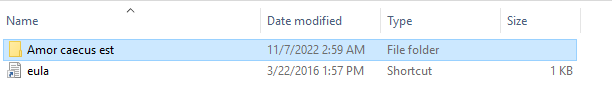 Name Date modified Type Size
Amor caecus est 11/7/2022 2:59 AM File folder
eula 3/22/2016 1:57 PM Shortcut 1 KB